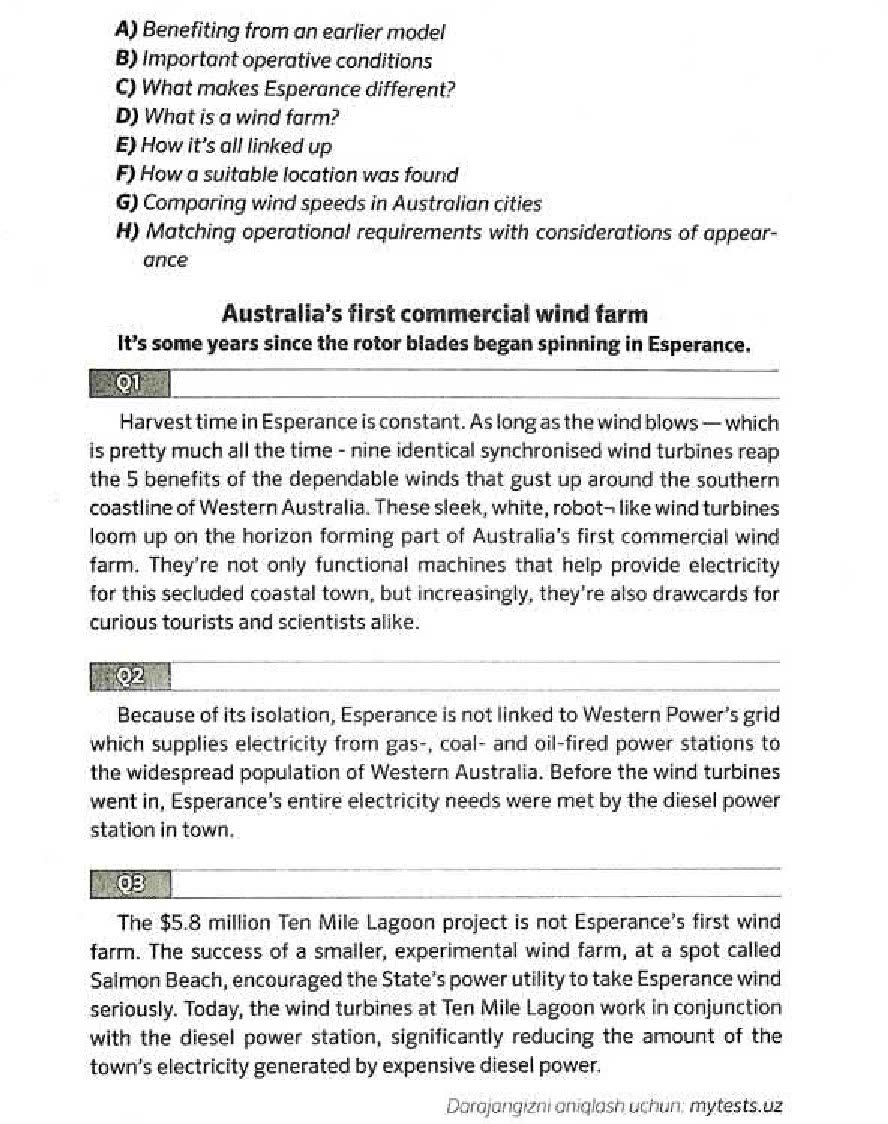 A) Benefiting from an earlier model
B) Important operative conditions
C) What makes Esperance different?
D) What is a wind farm?
E) How it's all linked up
F) How a suitable location was found
G) Comparing wind speeds in Australian cities
H) Matching operational requirements with considerations of appear-
ance
Australia's first commercial wind farm
It's some years since the rotor blades began spinning in Esperance.
Q1
Harvest time in Esperance is constant. As long as the wind blows — which
is pretty much all the time - nine identical synchronised wind turbines reap
the 5 benefits of the dependable winds that gust up around the southern
coastline of Western Australia. These sleek, white, robot¬ like wind turbines
loom up on the horizon forming part of Australia's first commercial wind
farm. They're not only functional machines that help provide electricity
for this secluded coastal town, but increasingly, they're also drawcards for
curious tourists and scientists alike.
Q2
Because of its isolation, Esperance is not linked to Western Power's grid
which supplies electricity from gas-, coal- and oil-fired power stations to
the widespread population of Western Australia. Before the wind turbines
went in, Esperance's entire electricity needs were met by the diesel power
station in town.
Q3
The $5.8 million Ten Mile Lagoon project is not Esperance's first wind
farm. The success of a smaller, experimental wind farm, at a spot called
Salmon Beach, encouraged the State's power utility to take Esperance wind
seriously. Today, the wind turbines at Ten Mile Lagoon work in conjunction
with the diesel power station, significantly reducing the amount of the
town's electricity generated by expensive diesel power.
Darajangizni aniqlash uchun: mytests.uz